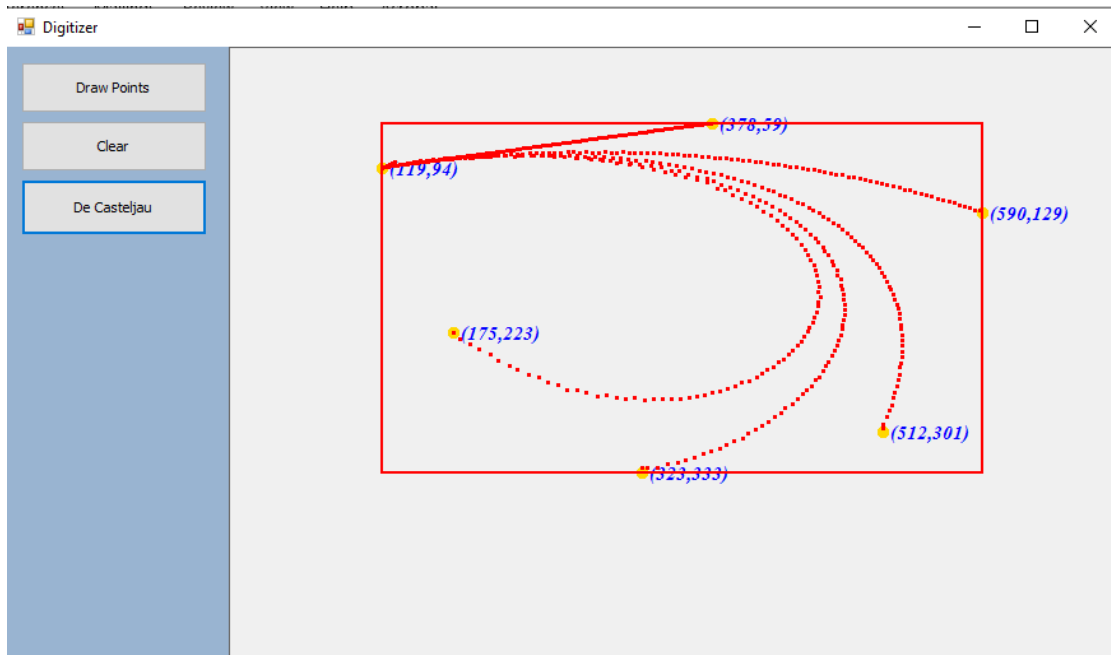 Digitizer
Draw Points
Clear
De Casteljau
(378,59)
(119,94)
(590,129)
(175,223)
(512,301)
(323,333)